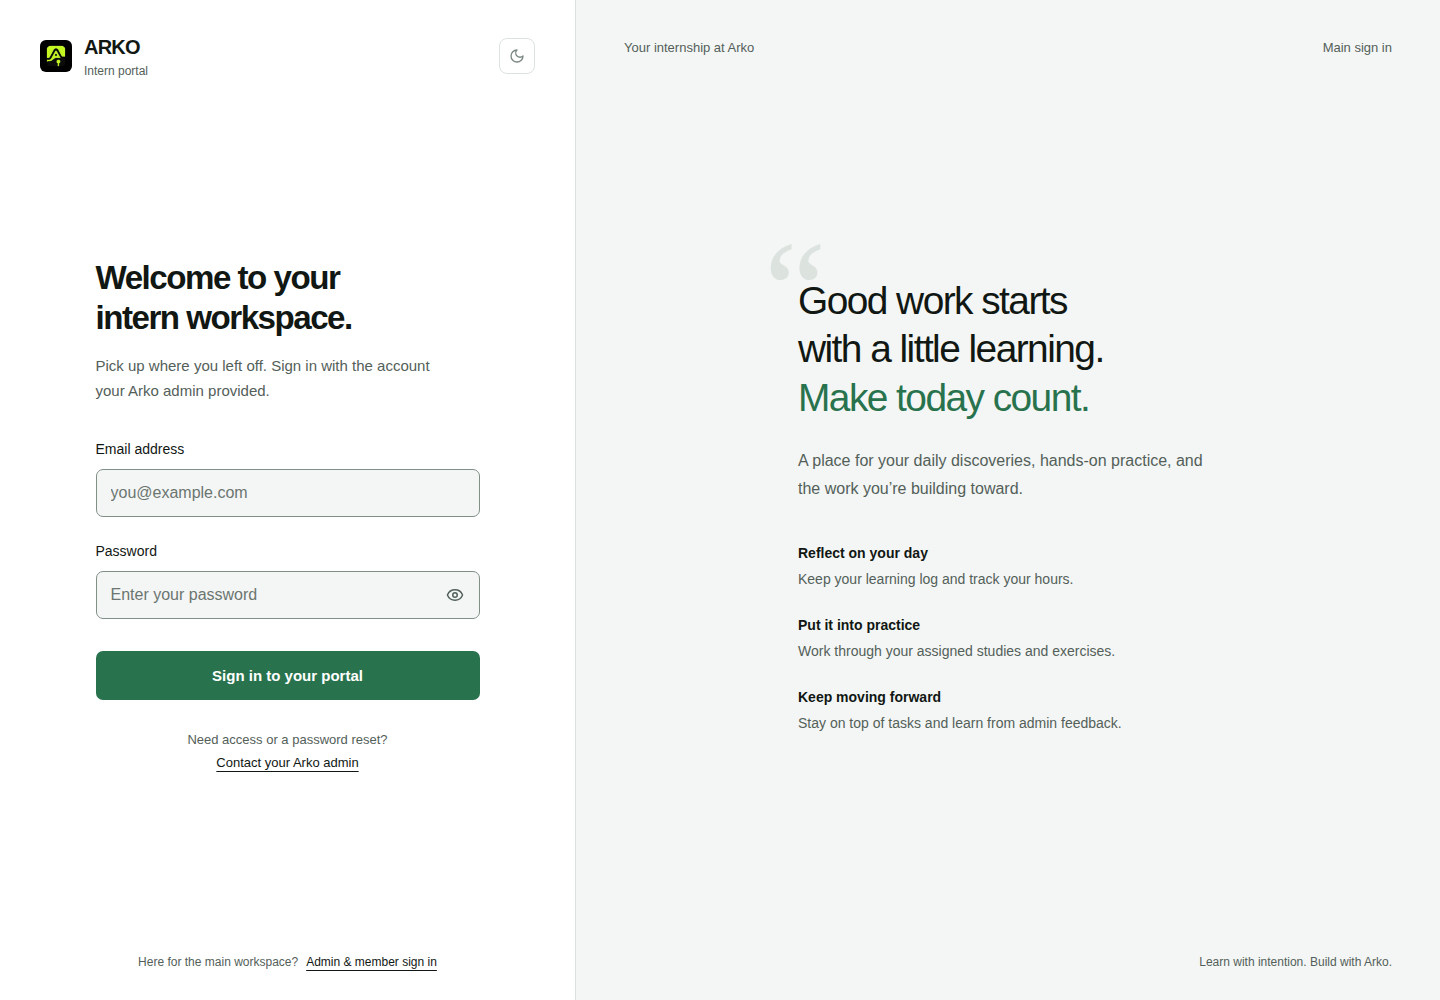 ARKO
Intern portal
Welcome to your
intern workspace.
Pick up where you left off. Sign in with the account
your Arko admin provided.
Email address
you@example.com
Password
Enter your password
Sign in to your portal
Need access or a password reset?
Contact your Arko admin
Here for the main workspace? Admin & member sign in
Your internship at Arko
Main sign in
“
Good work starts
with a little learning.
Make today count.
A place for your daily discoveries, hands-on practice, and
the work you’re building toward.
Reflect on your day
Keep your learning log and track your hours.
Put it into practice
Work through your assigned studies and exercises.
Keep moving forward
Stay on top of tasks and learn from admin feedback.
Learn with intention. Build with Arko.